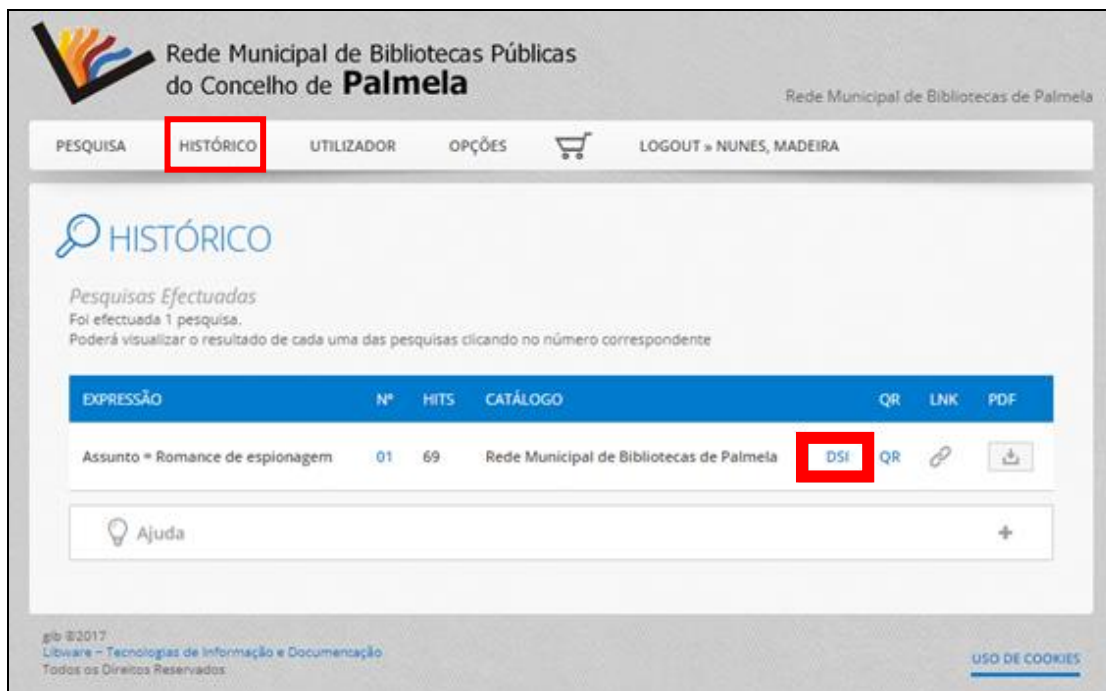 Rede Municipal de Bibliotecas Públicas
do Concelho de Palmela
Rede Municipal de Bibliotecas de Palmela
PESQUISA HISTÓRICO UTILIZADOR OPÇÕES LOGOUT » NUNES, MADEIRA
HISTÓRICO
Pesquisas Efectuadas
Foi efectuada 1 pesquisa.
Poderá visualizar o resultado de cada uma das pesquisas clicando no número correspondente
EXPRESSÃO Nº HITS CATÁLOGO QR LNK PDF
Assunto = Romance de espionagem 01 69 Rede Municipal de Bibliotecas de Palmela DSI QR
Ajuda +
gib ©2017
Libware – Tecnologias de Informação e Documentação
Todos os Direitos Reservados
USO DE COOKIES